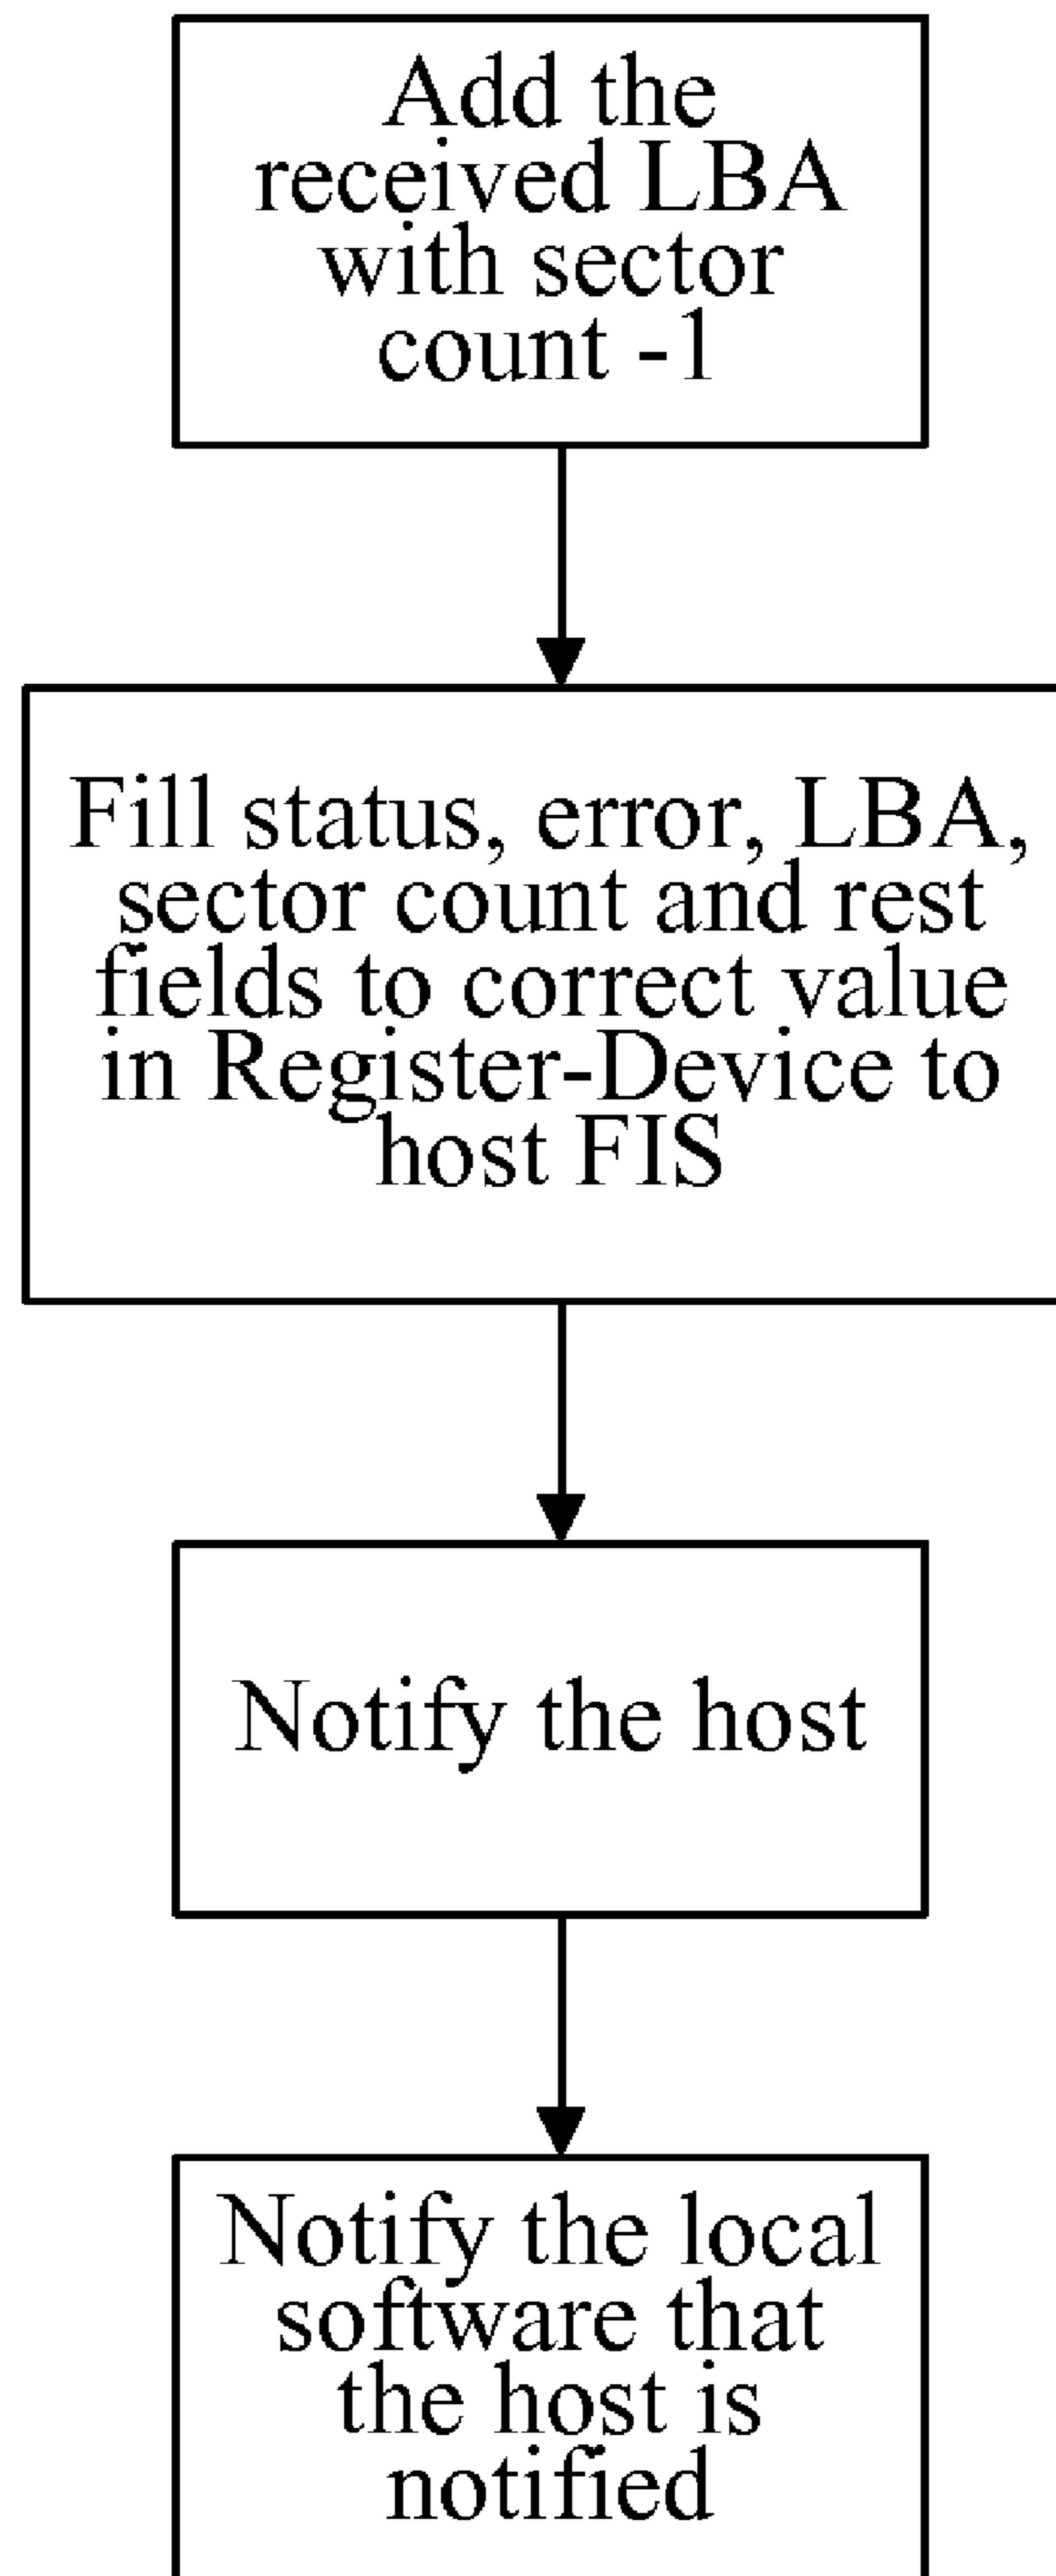 Add the
received LBA
with sector
count -1
Fill status, error, LBA,
sector count and rest
fields to correct value
in Register-Device to
host FIS
Notify the host
Notify the local
software that
the host is
notified